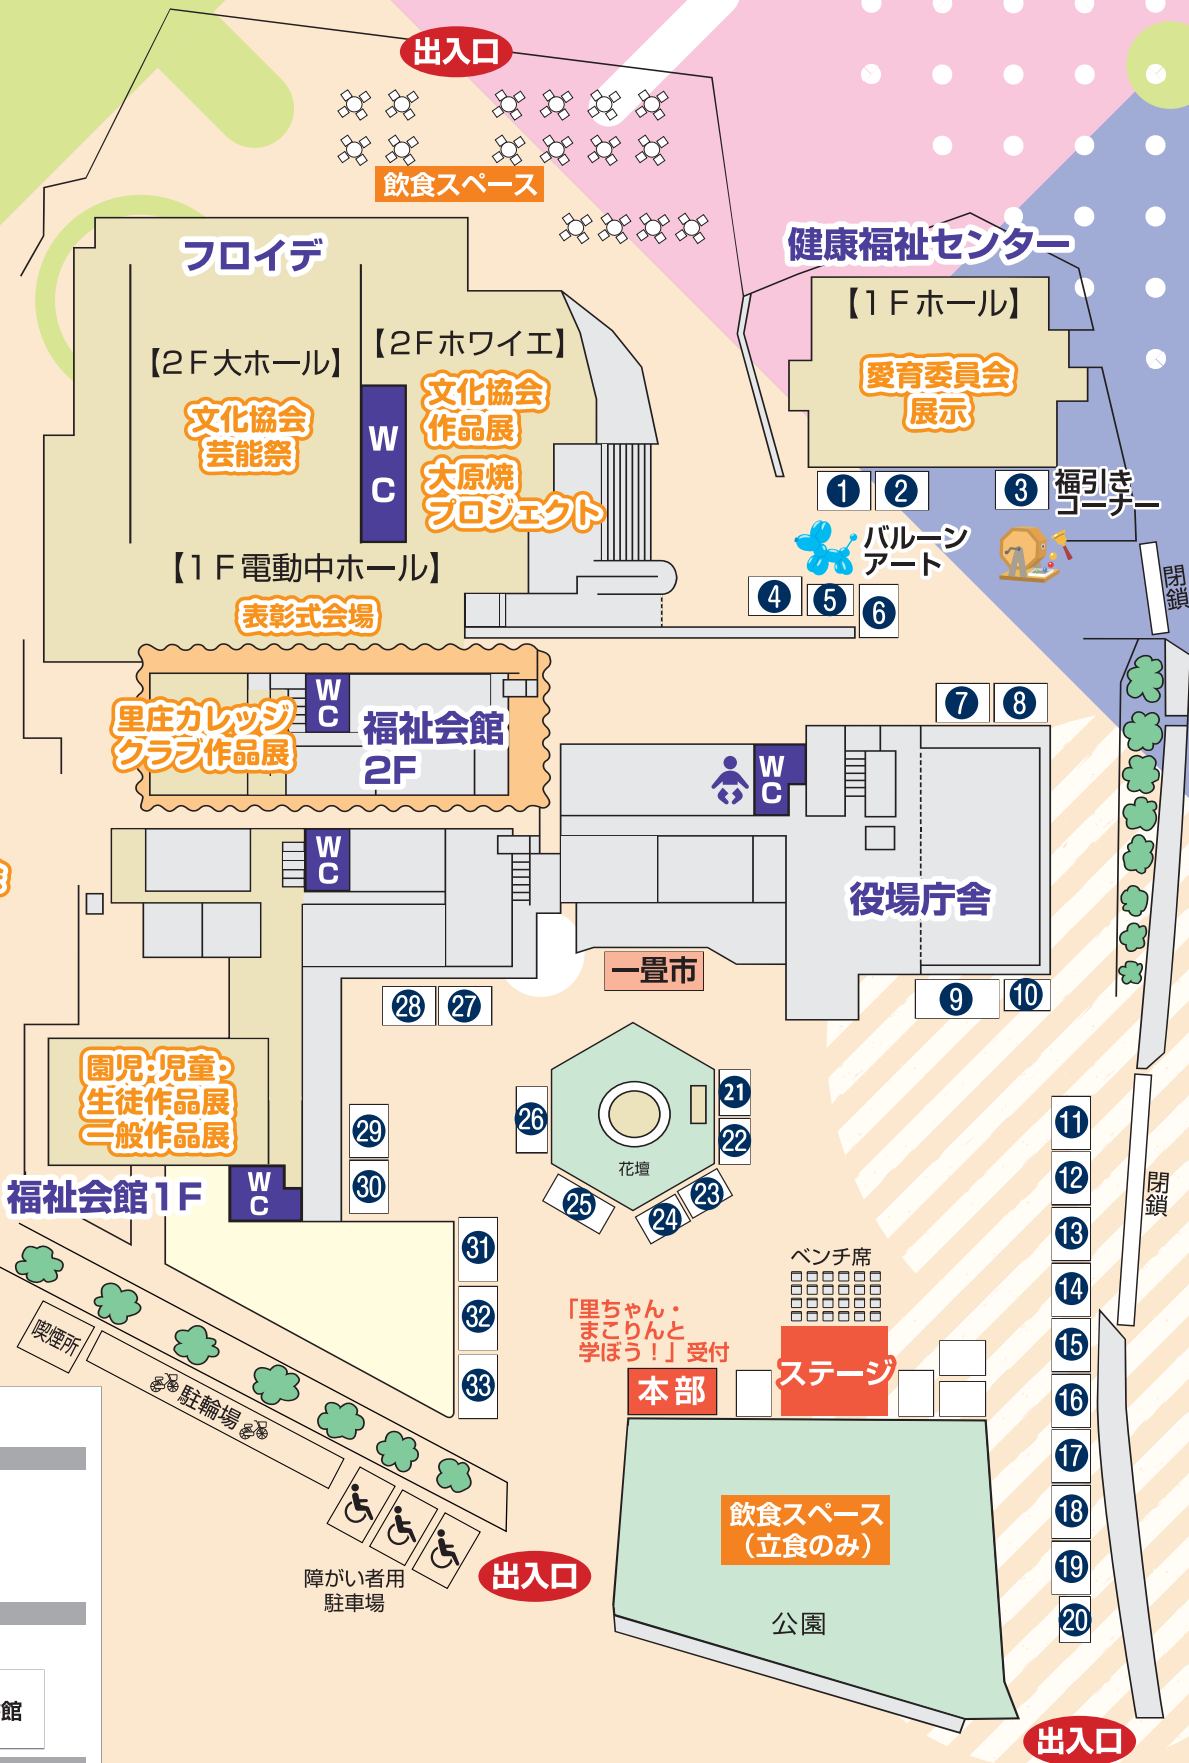 出入口
飲食スペース
フロイデ
【2F大ホール】
文化協会
芸能祭
【2Fホワイエ】
文化協会
作品展
大原焼
プロジェクト
W
C
【1F電動中ホール】
表彰式会場
健康福祉センター
【1Fホール】
愛育委員会
展示
1
2
3
福引き
コーナー
バルーン
アート
4
5
6
閉鎖
里庄カレッジ
クラブ作品展
W
C
福祉会館
2F
7
8
W
C
W
C
役場庁舎
一畳市
9
10
28
27
園児・児童・
生徒作品展
一般作品展
福祉会館1F
W
C
29
30
26
21
22
花壇
25
24
23
11
12
13
14
15
16
17
18
19
20
閉鎖
31
32
33
ベンチ席
「里ちゃん・
まこりんと
学ぼう!」受付
本部
ステージ
喫煙所
駐輪場
障がい者用
駐車場
出入口
飲食スペース
(立食のみ)
公園
館
出入口